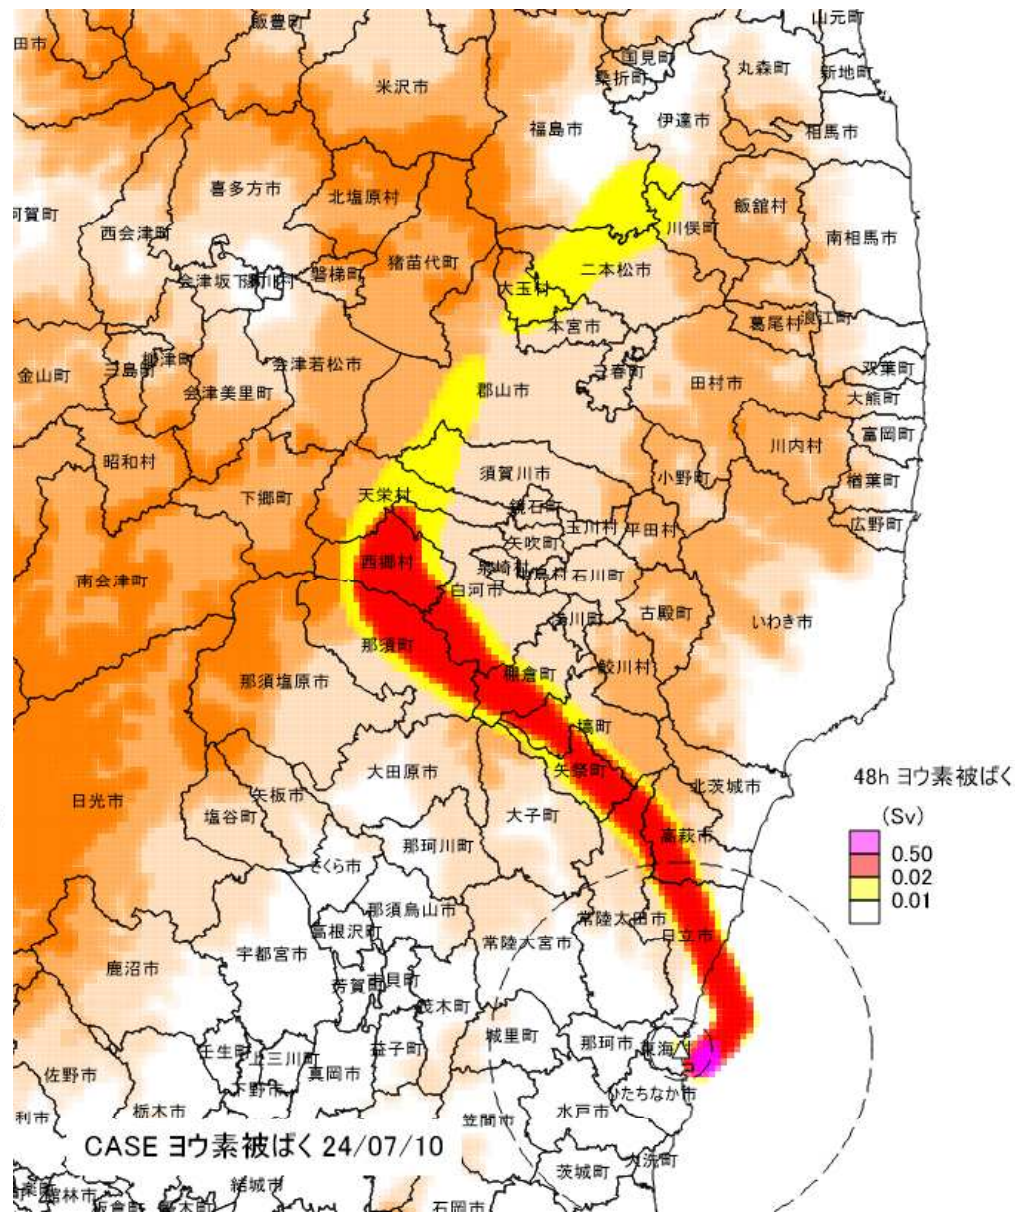 山元町
飯豊町
田市
国見町
丸森町
新地町
桑折町
米沢市
伊達市
福島市
相馬市
喜多方市
北塩原村
飯舘村
可賀町
西会津町
川俣町
南相馬市
猪苗代町
二本松市
磐梯町
会津坂下
川村
大玉村
本宮市
葛尾村
浪江町
柳津町
会津若松市
三春町
双葉町
金山町
三島町
会津美里町
郡山市
田村市
大熊町
富岡町
川内村
昭和村
須賀川市
小野町
楢葉町
下郷町
天栄村
鏡石町
広野町
玉川村
平田村
矢吹町
西郷村
泉崎村
中島村
石川町
南会津町
白河市
古殿町
浅川町
いわき市
那須町
棚倉町
鮫川村
那須塩原市
塙町
大田原市
矢祭町
48h ヨウ素被ばく
北茨城市
日光市
矢板市
(Sv)
塩谷町
大子町
高萩市
那珂川町
0.50
さくら市
0.02
0.01
那須烏山市
常陸太田市
高根沢町
日立市
宇都宮市
常陸大宮市
鹿沼市
芳賀町
市貝町
茂木町
城里町
那珂市
東海村
壬生町
上三川町
益子町
佐野市
真岡市
下野市
ひたちなか市
利市
栃木市
水戸市
笠間市
CASE ヨウ素被ばく 24/07/10
大洗町
茨城町
結城市
館林市
板倉町
石岡市